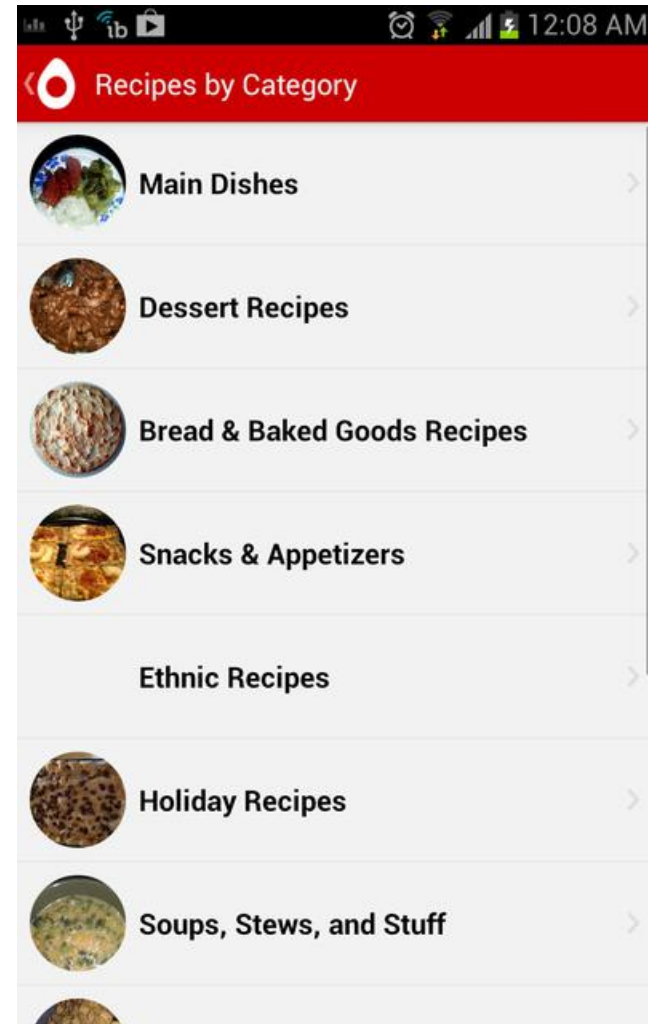 ib 12:08 AM
Recipes by Category
Main Dishes
Dessert Recipes
Bread & Baked Goods Recipes
Snacks & Appetizers
Ethnic Recipes
Holiday Recipes
Soups, Stews, and Stuff